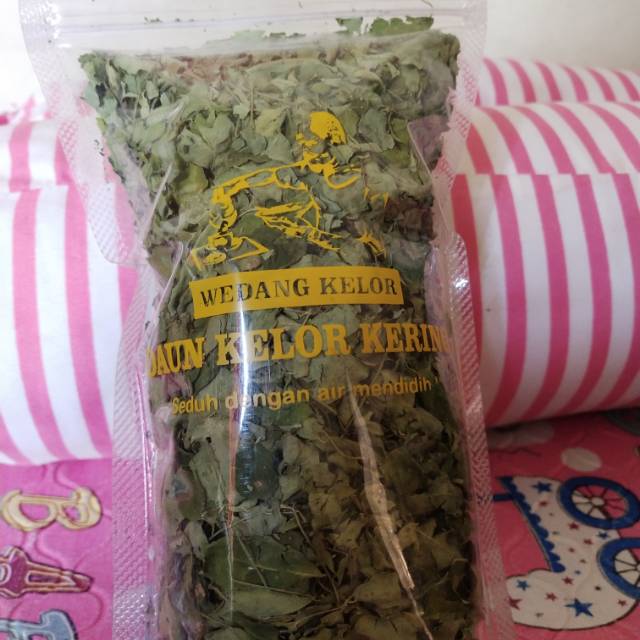 WEDANG KELOR
DAUN KELOR KERIN
Seduh dengan air mendidih
B